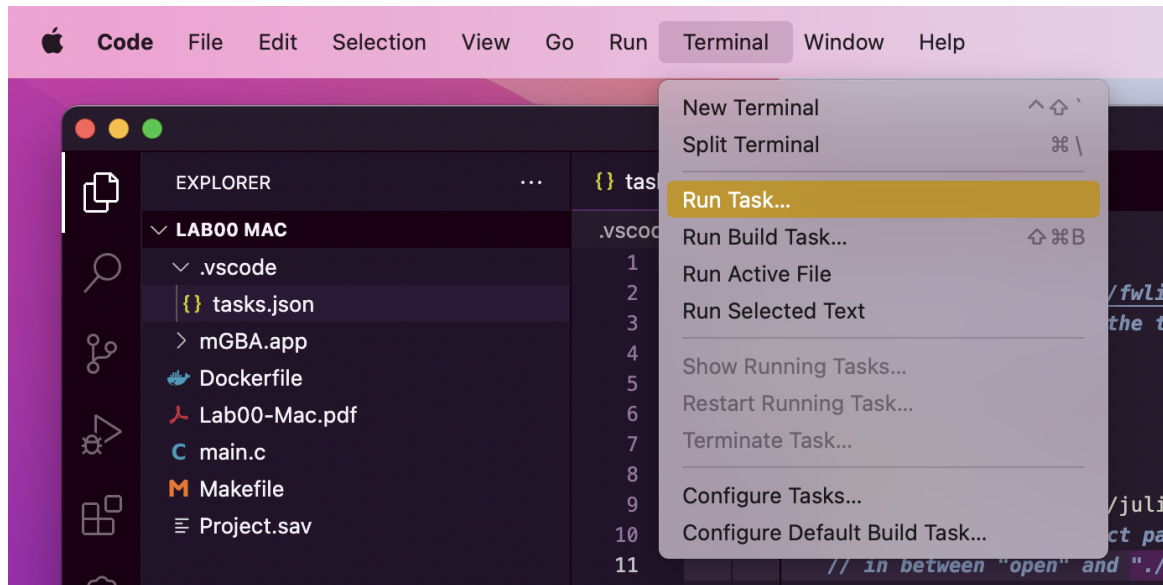 Code File Edit Selection View Go Run Terminal Window Help
New Terminal ^⇧`
Split Terminal ⌘\
Run Task...
Run Build Task... ⇧⌘B
Run Active File
Run Selected Text
Show Running Tasks...
Restart Running Task...
Terminate Task...
Configure Tasks...
Configure Default Build Task...
EXPLORER ...
LAB00 MAC
.vscode
{} tasks.json
mGBA.app
Dockerfile
Lab00-Mac.pdf
C main.c
M Makefile
Project.sav
{}
1
2
3 the
4
5
6
7
8
9
10
11 // in between "open" and "./